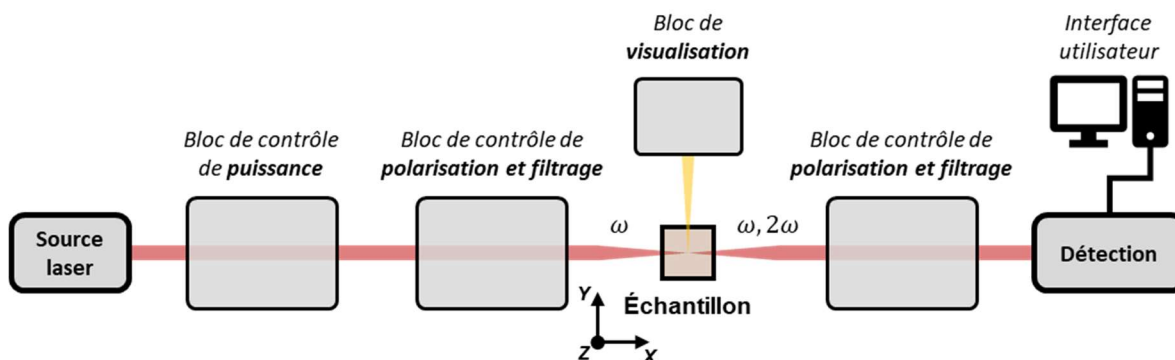 Bloc de
visualisation
Interface
utilisateur
Bloc de contrôle
de puissance
Bloc de contrôle de
polarisation et filtrage
Bloc de contrôle de
polarisation et filtrage
Source
laser
ω
ω, 2ω
Détection
Échantillon
Y
Z
X